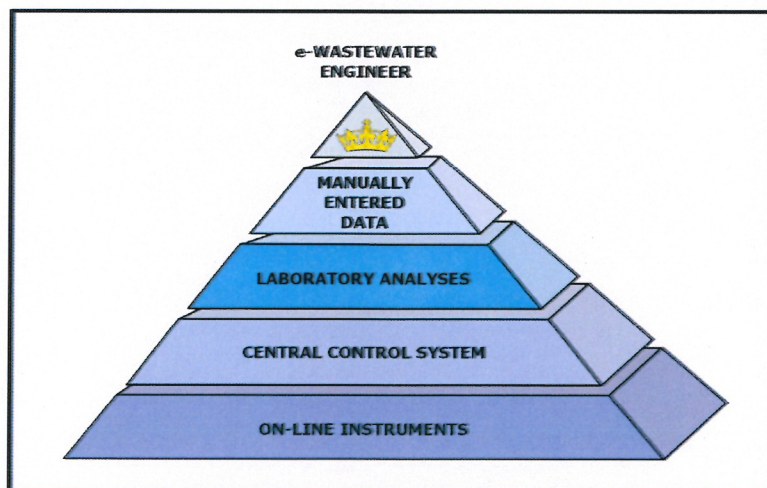 e-WASTEWATER
ENGINEER
MANUALLY
ENTERED
DATA
LABORATORY ANALYSES
CENTRAL CONTROL SYSTEM
ON-LINE INSTRUMENTS